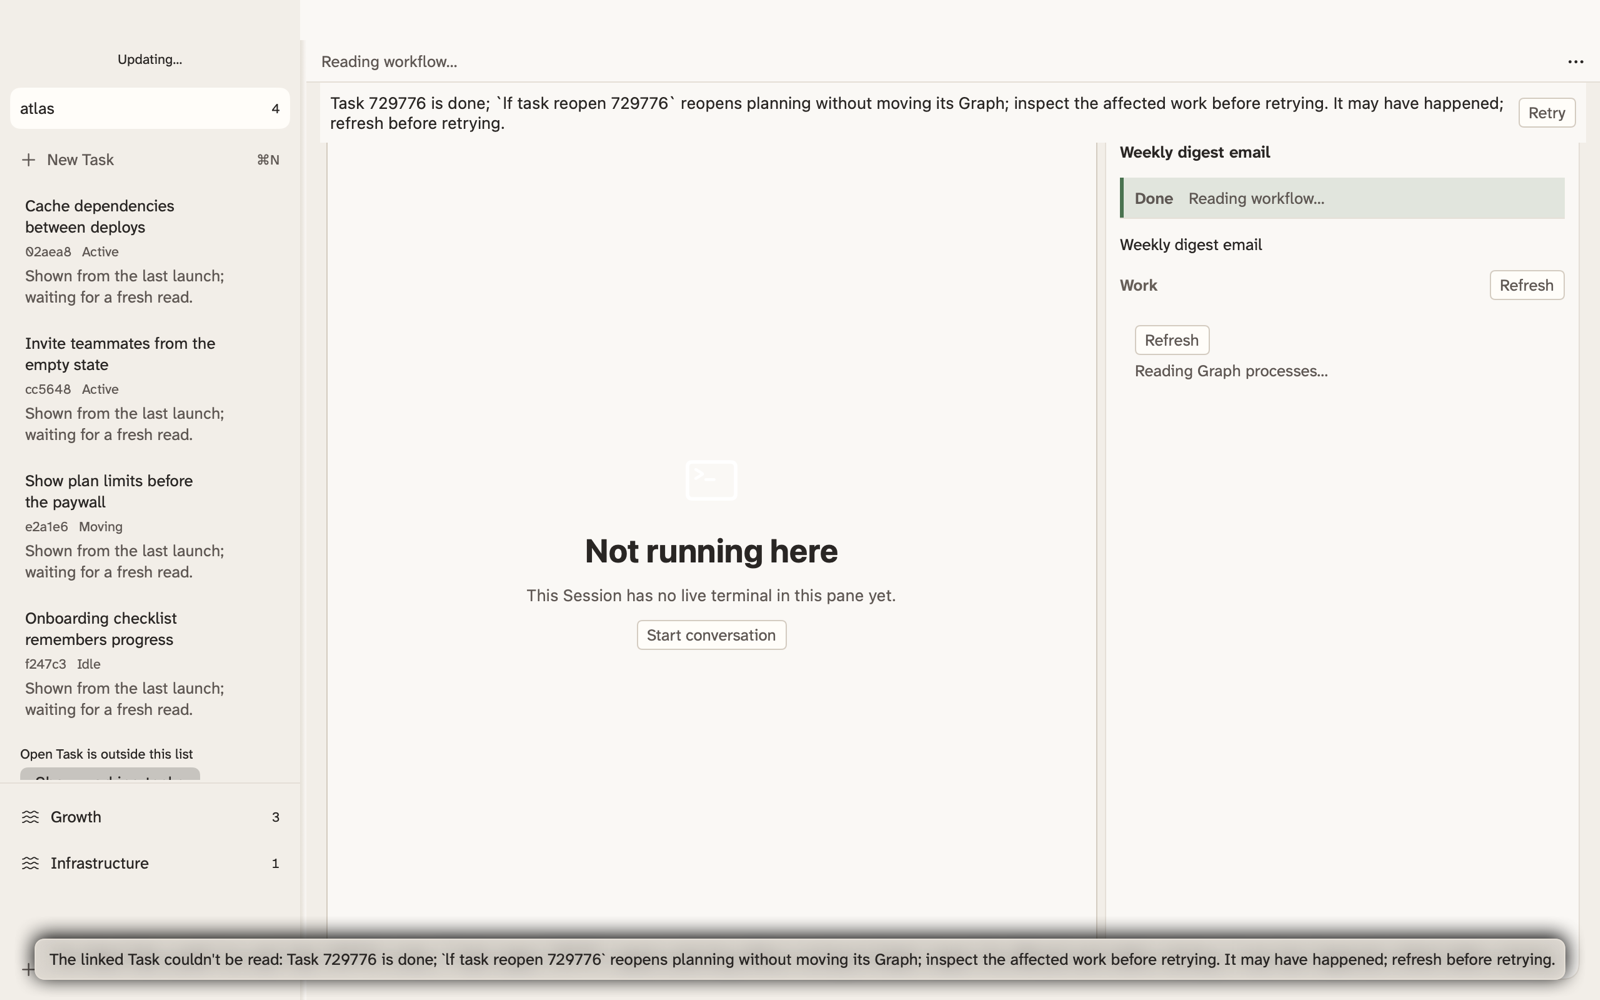 Updating...
atlas 4
New Task ⌘N
Cache dependencies
between deploys
02aea8 Active
Shown from the last launch;
waiting for a fresh read.
Invite teammates from the
empty state
cc5648 Active
Shown from the last launch;
waiting for a fresh read.
Show plan limits before
the paywall
e2a1e6 Moving
Shown from the last launch;
waiting for a fresh read.
Onboarding checklist
remembers progress
f247c3 Idle
Shown from the last launch;
waiting for a fresh read.
Open Task is outside this list
Growth 3
Infrastructure 1
Reading workflow...
Task 729776 is done; `lf task reopen 729776` reopens planning without moving its Graph; inspect the affected work before retrying. It may have happened;
refresh before retrying.
Retry
Not running here
This Session has no live terminal in this pane yet.
Start conversation
Weekly digest email
Done Reading workflow...
Weekly digest email
Work Refresh
Refresh
Reading Graph processes...
The linked Task couldn't be read: Task 729776 is done; `lf task reopen 729776` reopens planning without moving its Graph; inspect the affected work before retrying. It may have happened; refresh before retrying.